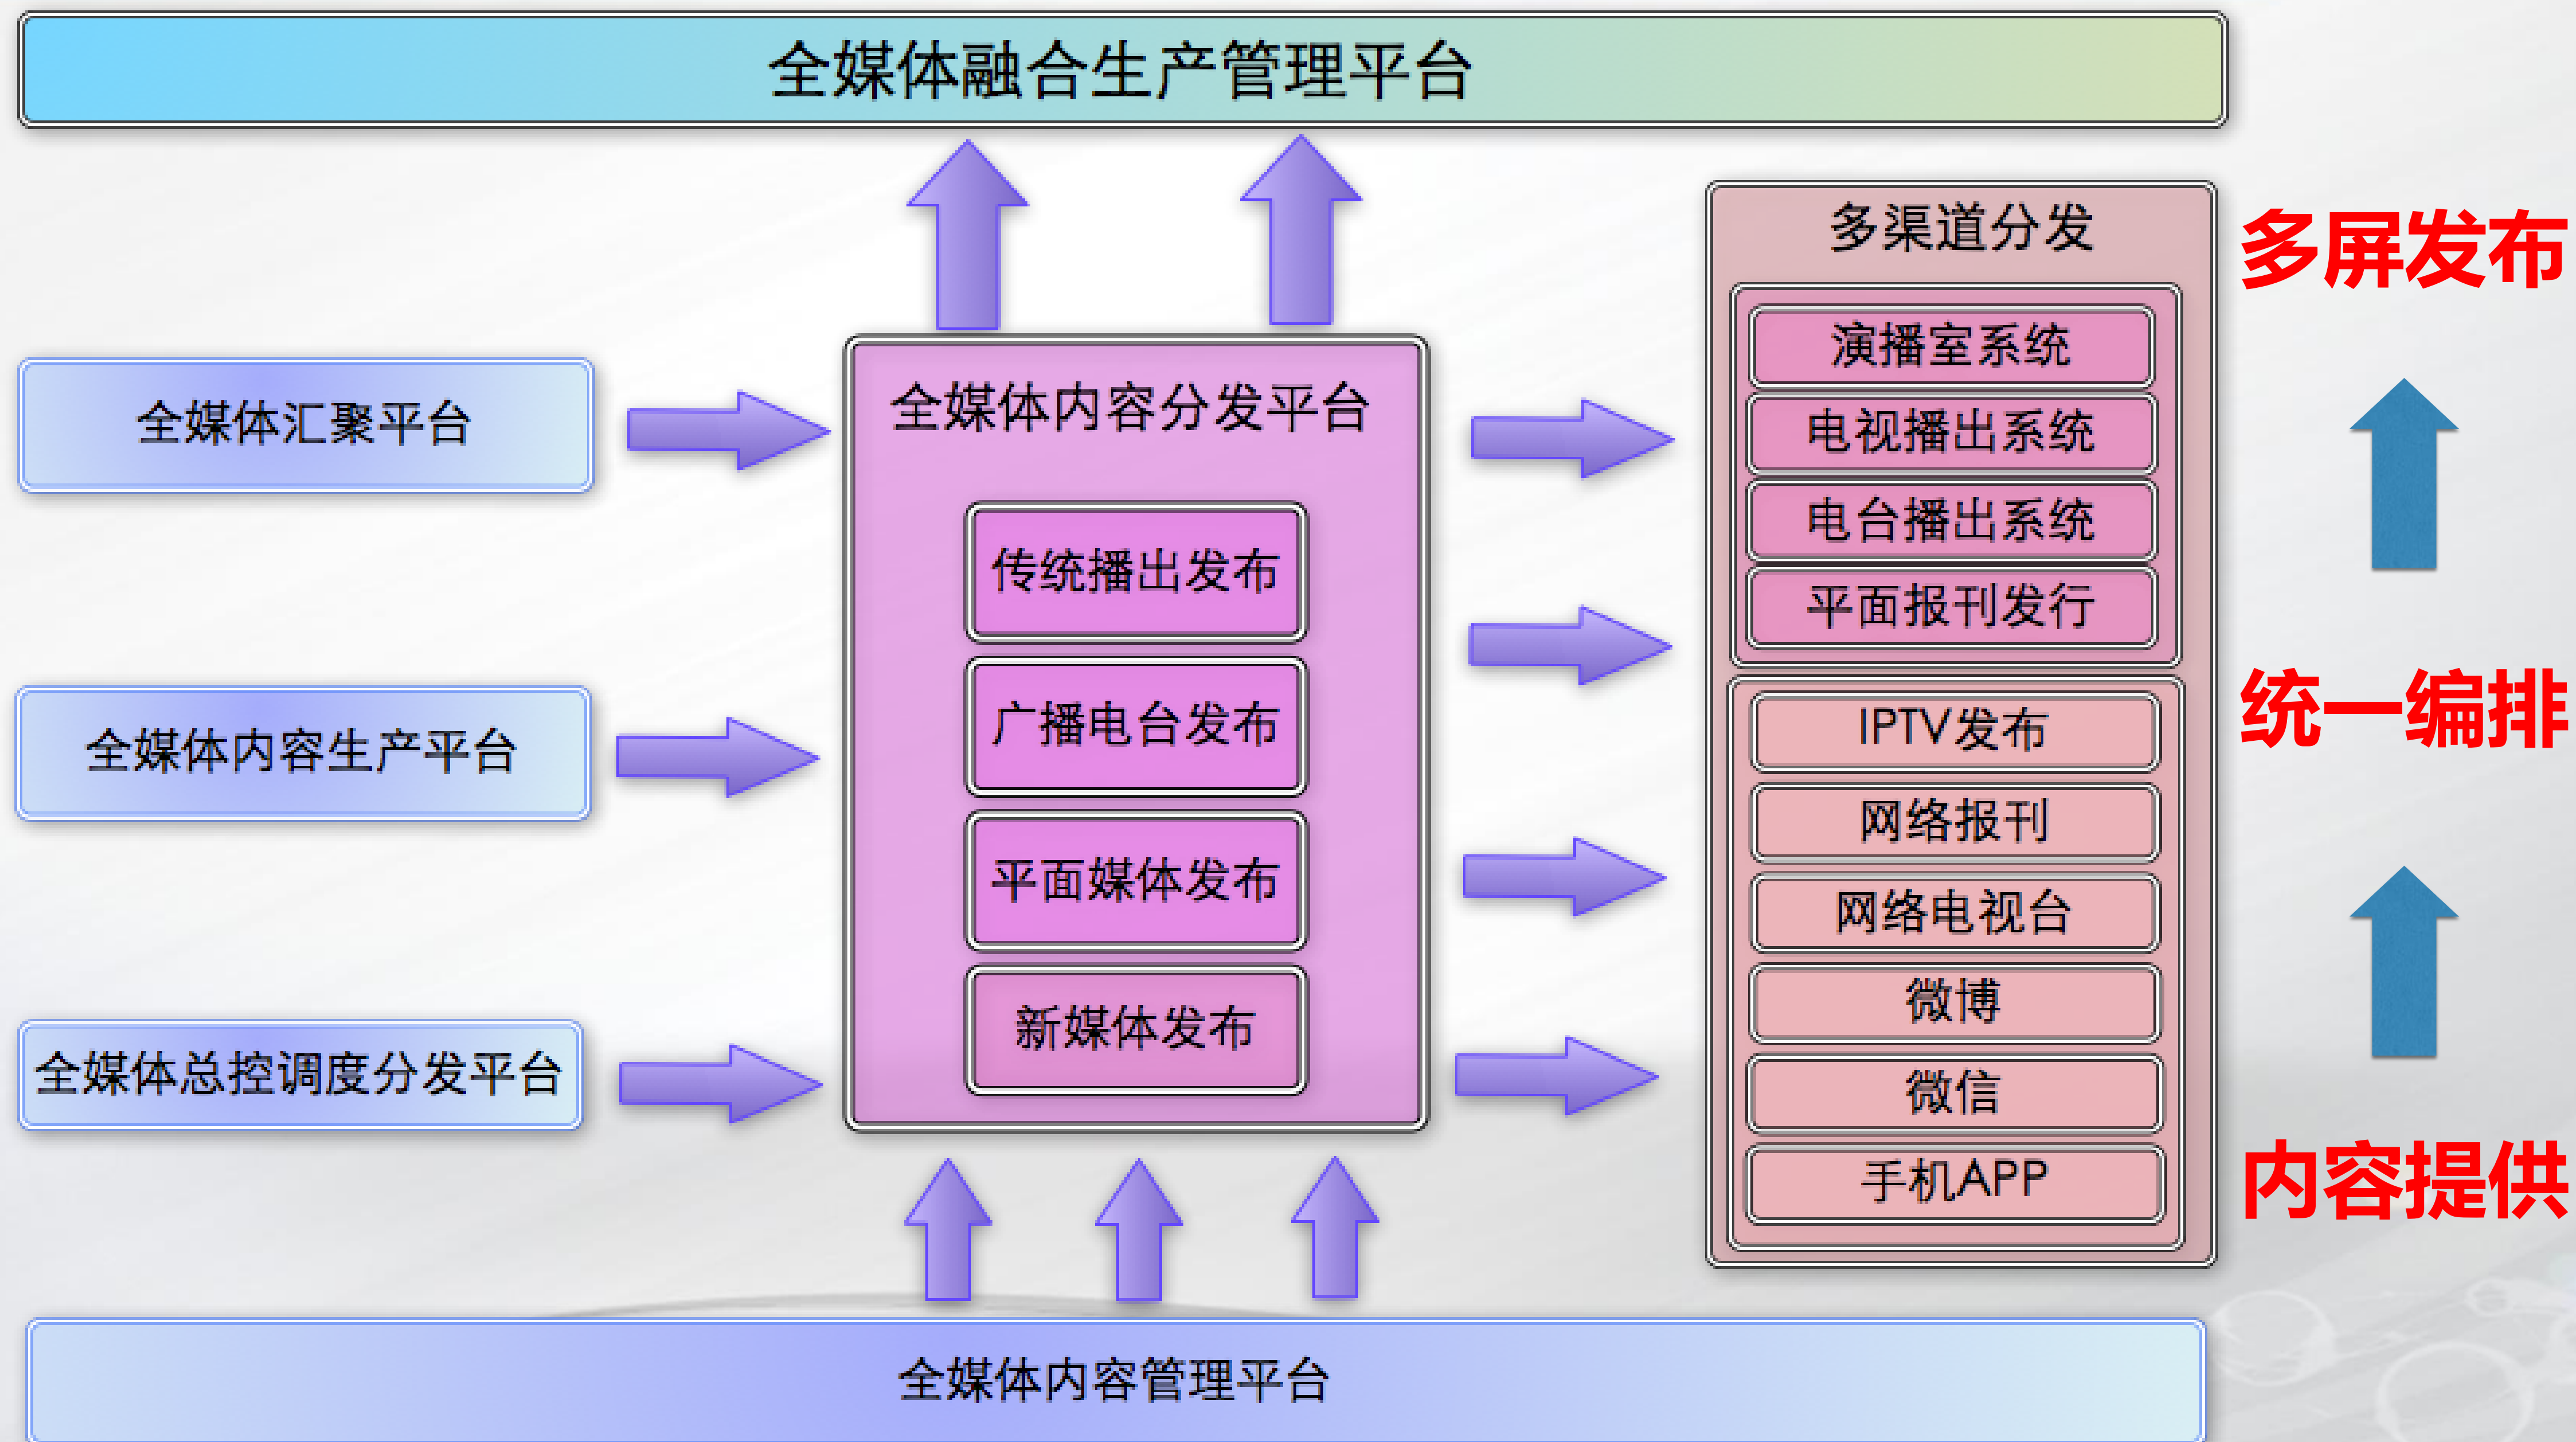 全媒体融合生产管理平台
全媒体汇聚平台
全媒体内容生产平台
全媒体总控调度分发平台
全媒体内容分发平台
传统播出发布
广播电台发布
平面媒体发布
新媒体发布
多渠道分发
演播室系统
电视播出系统
电台播出系统
平面报刊发行
IPTV发布
网络报刊
网络电视台
微博
微信
手机APP
多屏发布
统一编排
内容提供
全媒体内容管理平台